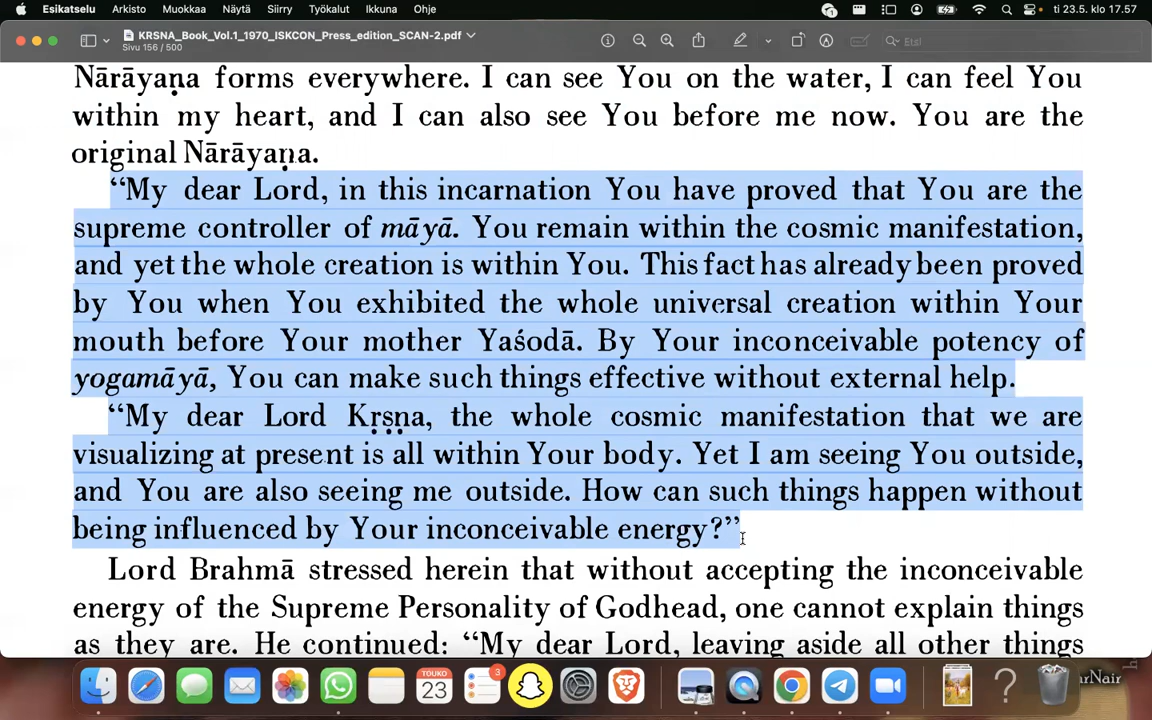 Esikatselu Arkisto Muokkaa Näytä Siirry Työkalut Ikkuna Ohje ti 23.5. klo 17.57
KRSNA_Book_Vol.1_1970_ISKCON_Press_edition_SCAN-2.pdf
Sivu 156 / 500
Etsi
Nārāyaṇa forms everywhere. I can see You on the water, I can feel You
within my heart, and I can also see You before me now. You are the
original Nārāyaṇa.
“My dear Lord, in this incarnation You have proved that You are the
supreme controller of māyā. You remain within the cosmic manifestation,
and yet the whole creation is within You. This fact has already been proved
by You when You exhibited the whole universal creation within Your
mouth before Your mother Yaśodā. By Your inconceivable potency of
yogamāyā, You can make such things effective without external help.
“My dear Lord Kṛṣṇa, the whole cosmic manifestation that we are
visualizing at present is all within Your body. Yet I am seeing You outside,
and You are also seeing me outside. How can such things happen without
being influenced by Your inconceivable energy?”
Lord Brahmā stressed herein that without accepting the inconceivable
energy of the Supreme Personality of Godhead, one cannot explain things
as they are. He continued: “My dear Lord, leaving aside all other things
TOUKO
23
3
arNair